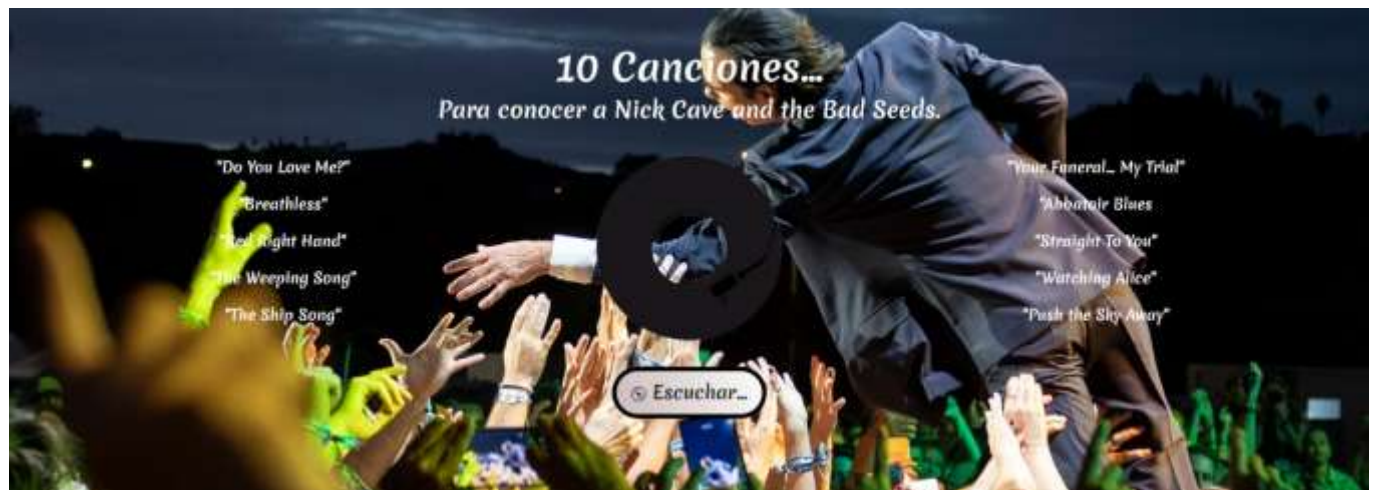 10 Canciones...
Para conocer a Nick Cave and the Bad Seeds.
"Do You Love Me?"
"Breathless"
"Red Right Hand"
"The Weeping Song"
"The Ship Song"
"Your Funeral... My Trial"
"Abbatoir Blues
"Straight To You"
"Watching Alice"
"Push the Sky Away"
Escuchar...